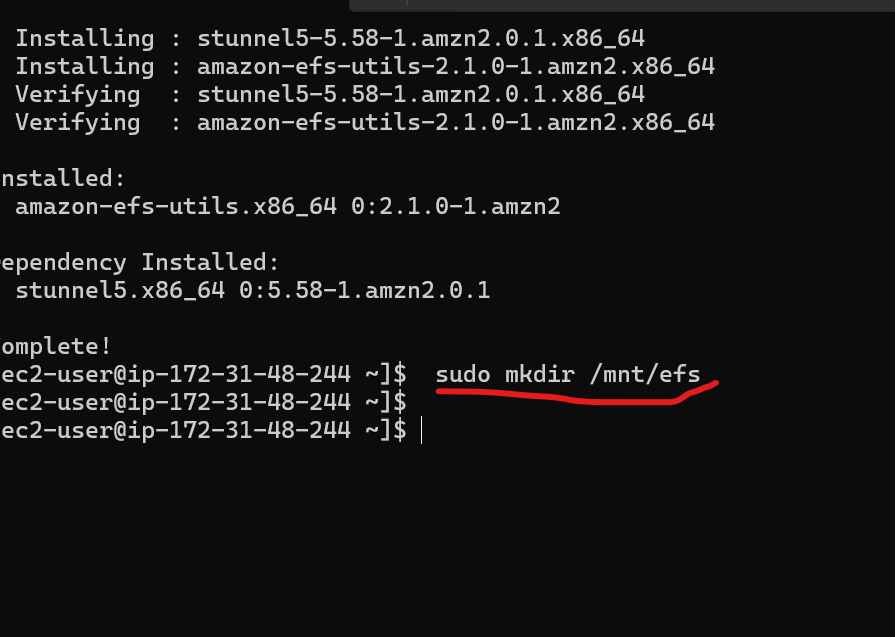 Installing : stunnel5-5.58-1.amzn2.0.1.x86_64
Installing : amazon-efs-utils-2.1.0-1.amzn2.x86_64
Verifying  : stunnel5-5.58-1.amzn2.0.1.x86_64
Verifying  : amazon-efs-utils-2.1.0-1.amzn2.x86_64
nstalled:
amazon-efs-utils.x86_64 0:2.1.0-1.amzn2
ependency Installed:
stunnel5.x86_64 0:5.58-1.amzn2.0.1
omplete!
ec2-user@ip-172-31-48-244 ~]$  sudo mkdir /mnt/efs
ec2-user@ip-172-31-48-244 ~]$
ec2-user@ip-172-31-48-244 ~]$